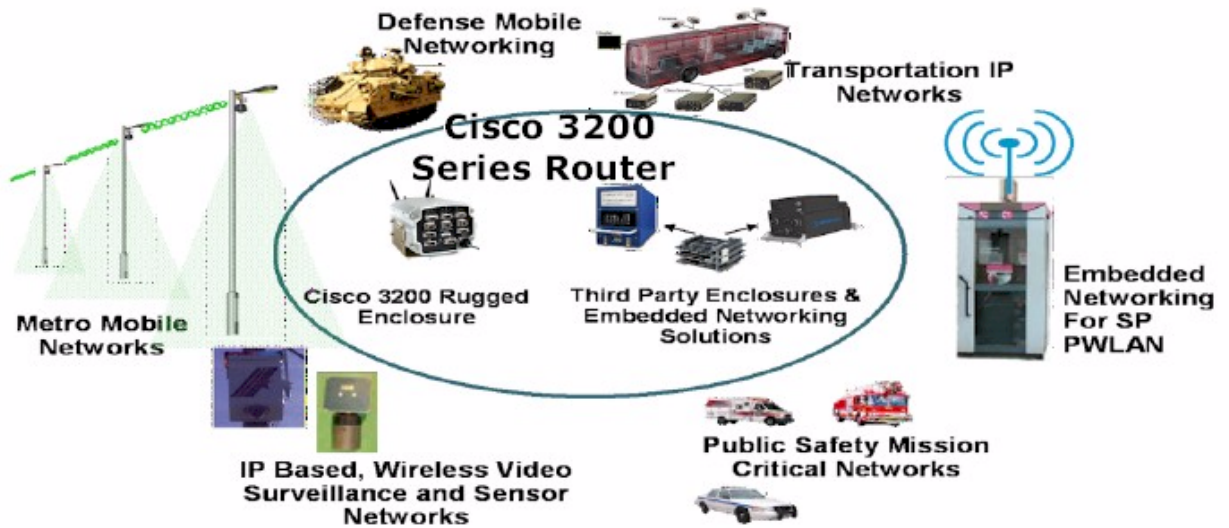 Defense Mobile
Networking
Transportation IP
Networks
Cisco 3200
Series Router
Cisco 3200 Rugged
Enclosure
Third Party Enclosures &
Embedded Networking
Solutions
Metro Mobile
Networks
Embedded
Networking
For SP
PWLAN
IP Based, Wireless Video
Surveillance and Sensor
Networks
Public Safety Mission
Critical Networks